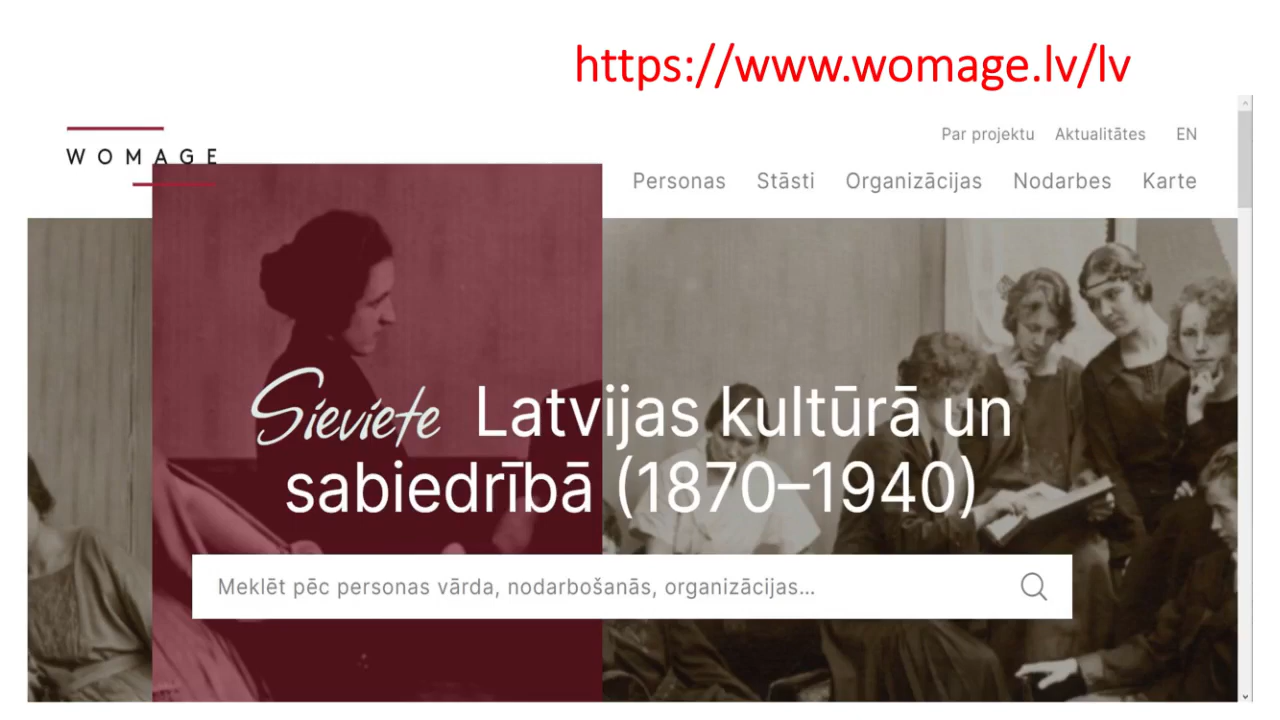 https://www.womage.lv/lv
Par projektu Aktualitātes EN
WOMAGE
Personas Stāsti Organizācijas Nodarbes Karte
Sieviete Latvijas kultūrā un
sabiedrībā (1870–1940)
Meklēt pēc personas vārda, nodarbošanās, organizācijas...